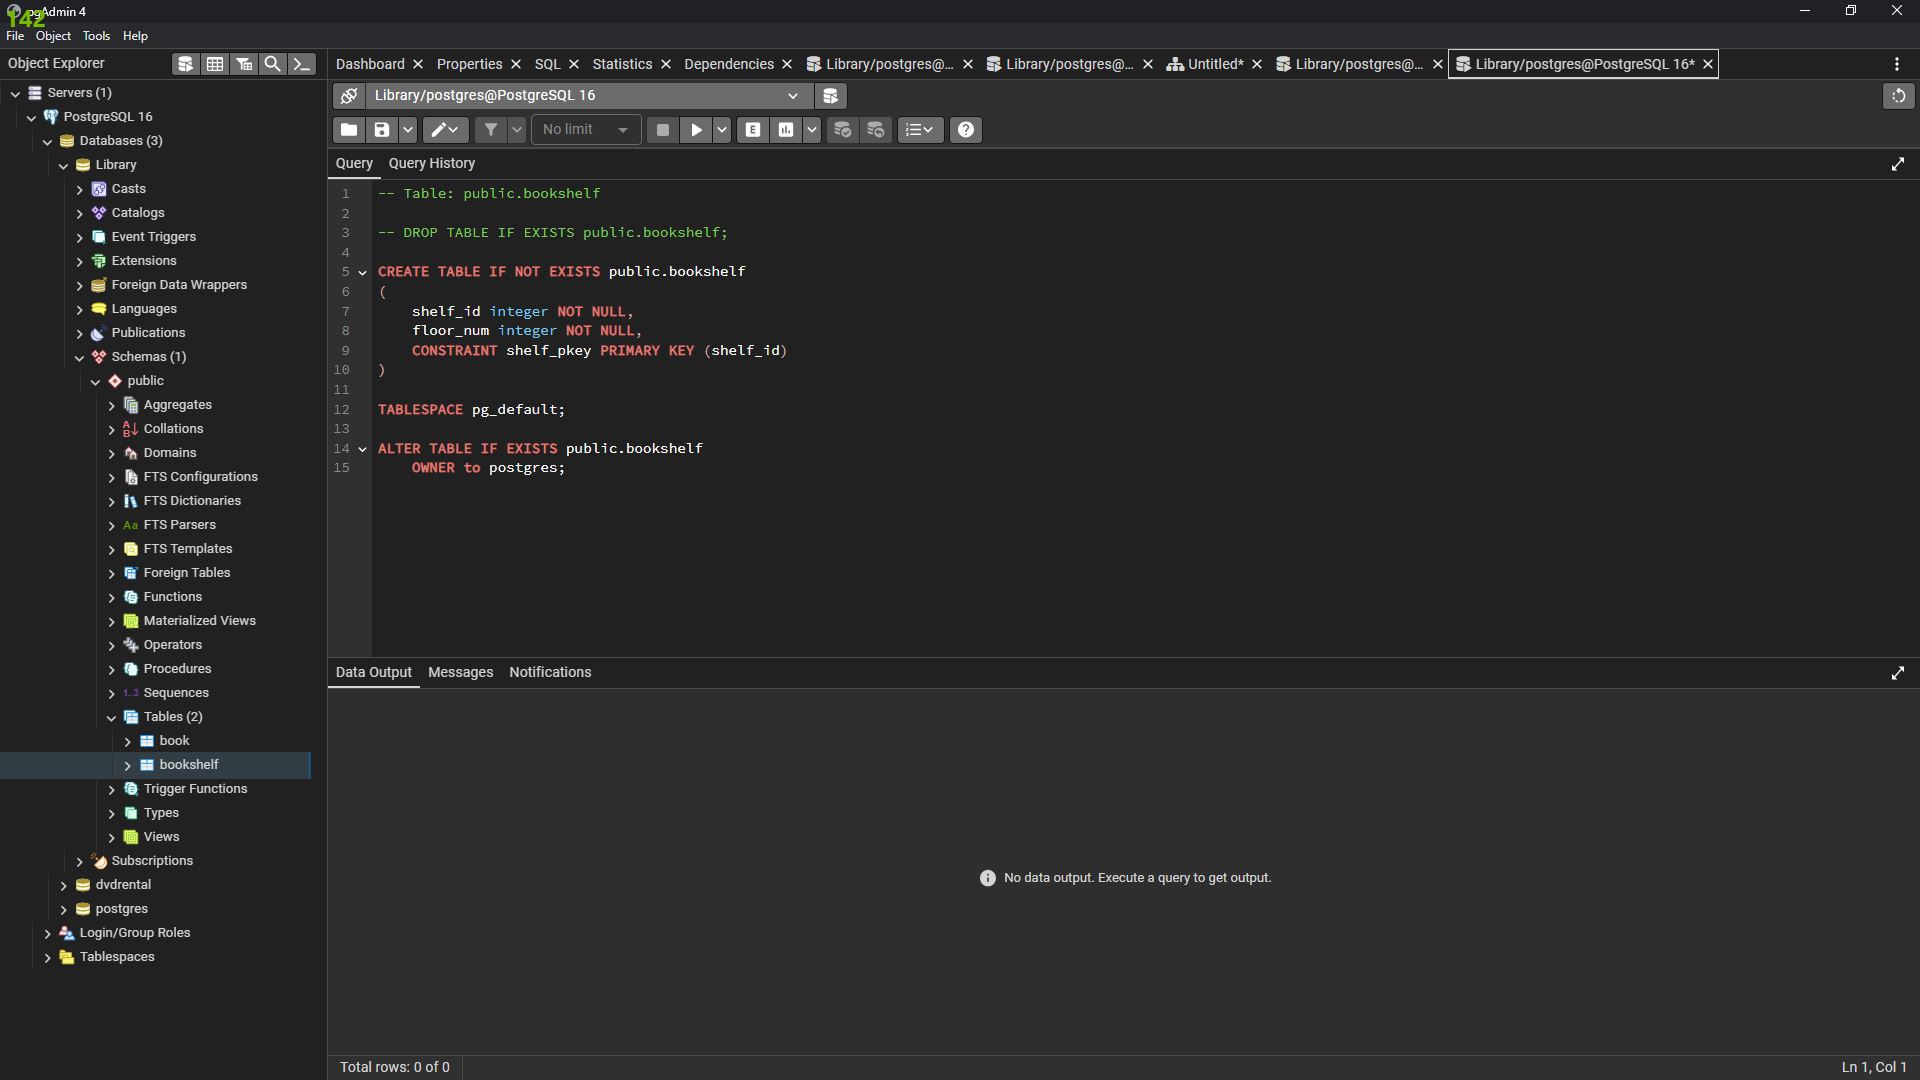 pgAdmin 4
142
File Object Tools Help
Object Explorer
Dashboard Properties SQL Statistics Dependencies Library/postgres@... Library/postgres@... Untitled* Library/postgres@... Library/postgres@PostgreSQL 16*
Servers (1)
PostgreSQL 16
Databases (3)
Library
Casts
Catalogs
Event Triggers
Extensions
Foreign Data Wrappers
Languages
Publications
Schemas (1)
public
Aggregates
Collations
Domains
FTS Configurations
FTS Dictionaries
Aa FTS Parsers
FTS Templates
Foreign Tables
Functions
Materialized Views
Operators
Procedures
1..3 Sequences
Tables (2)
book
bookshelf
Trigger Functions
Types
Views
Subscriptions
dvdrental
postgres
Login/Group Roles
Tablespaces
Library/postgres@PostgreSQL 16
No limit
E
Query Query History
1 -- Table: public.bookshelf
2
3 -- DROP TABLE IF EXISTS public.bookshelf;
4
5 CREATE TABLE IF NOT EXISTS public.bookshelf
6 (
7 shelf_id integer NOT NULL,
8 floor_num integer NOT NULL,
9 CONSTRAINT shelf_pkey PRIMARY KEY (shelf_id)
10 )
11
12 TABLESPACE pg_default;
13
14 ALTER TABLE IF EXISTS public.bookshelf
15 OWNER to postgres;
Data Output Messages Notifications
No data output. Execute a query to get output.
Total rows: 0 of 0
Ln 1, Col 1